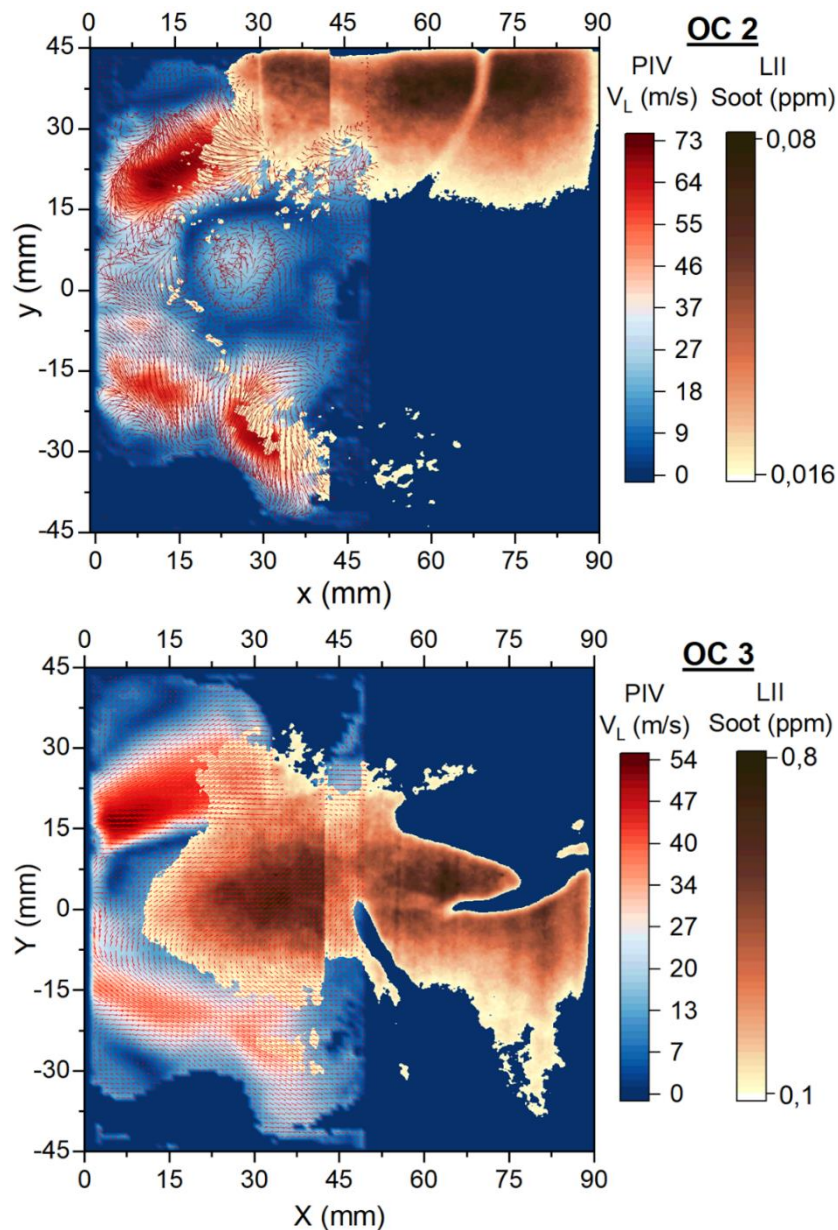 0 15 30 45 60 75 90
OC 2
PIV
V_L (m/s)
LII
Soot (ppm)
45
30
15
0
-15
-30
-45
y (mm)
73
64
55
46
37
27
18
9
0
0,08
0,016
0 15 30 45 60 75 90
x (mm)
0 15 30 45 60 75 90
OC 3
PIV
V_L (m/s)
LII
Soot (ppm)
45
30
15
0
-15
-30
-45
Y (mm)
54
47
40
34
27
20
13
7
0
0,8
0,1
0 15 30 45 60 75 90
X (mm)